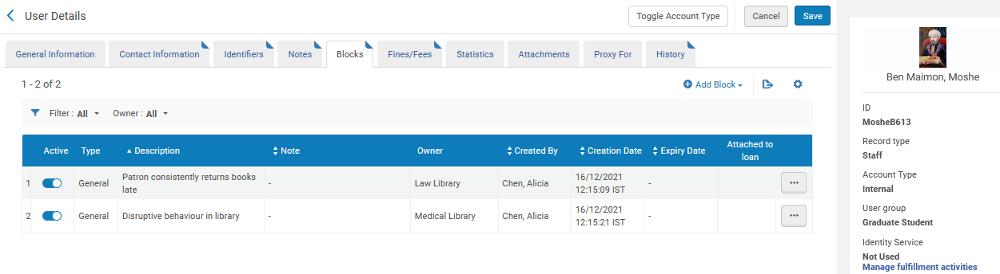 User Details
Toggle Account Type
Cancel
Save
General Information
Contact Information
Identifiers
Notes
Blocks
Fines/Fees
Statistics
Attachments
Proxy For
History
1 - 2 of 2
Add Block
Filter : All
Owner : All
Active
Type
Description
Note
Owner
Created By
Creation Date
Expiry Date
Attached to
loan
1
General
Patron consistently returns books
late
-
Law Library
Chen, Alicia
16/12/2021
12:15:09 IST
-
2
General
Disruptive behaviour in library
-
Medical Library
Chen, Alicia
16/12/2021
12:15:21 IST
-
Ben Maimon, Moshe
ID
MosheB613
Record type
Staff
Account Type
Internal
User group
Graduate Student
Identity Service
Not Used
Manage fulfillment activities